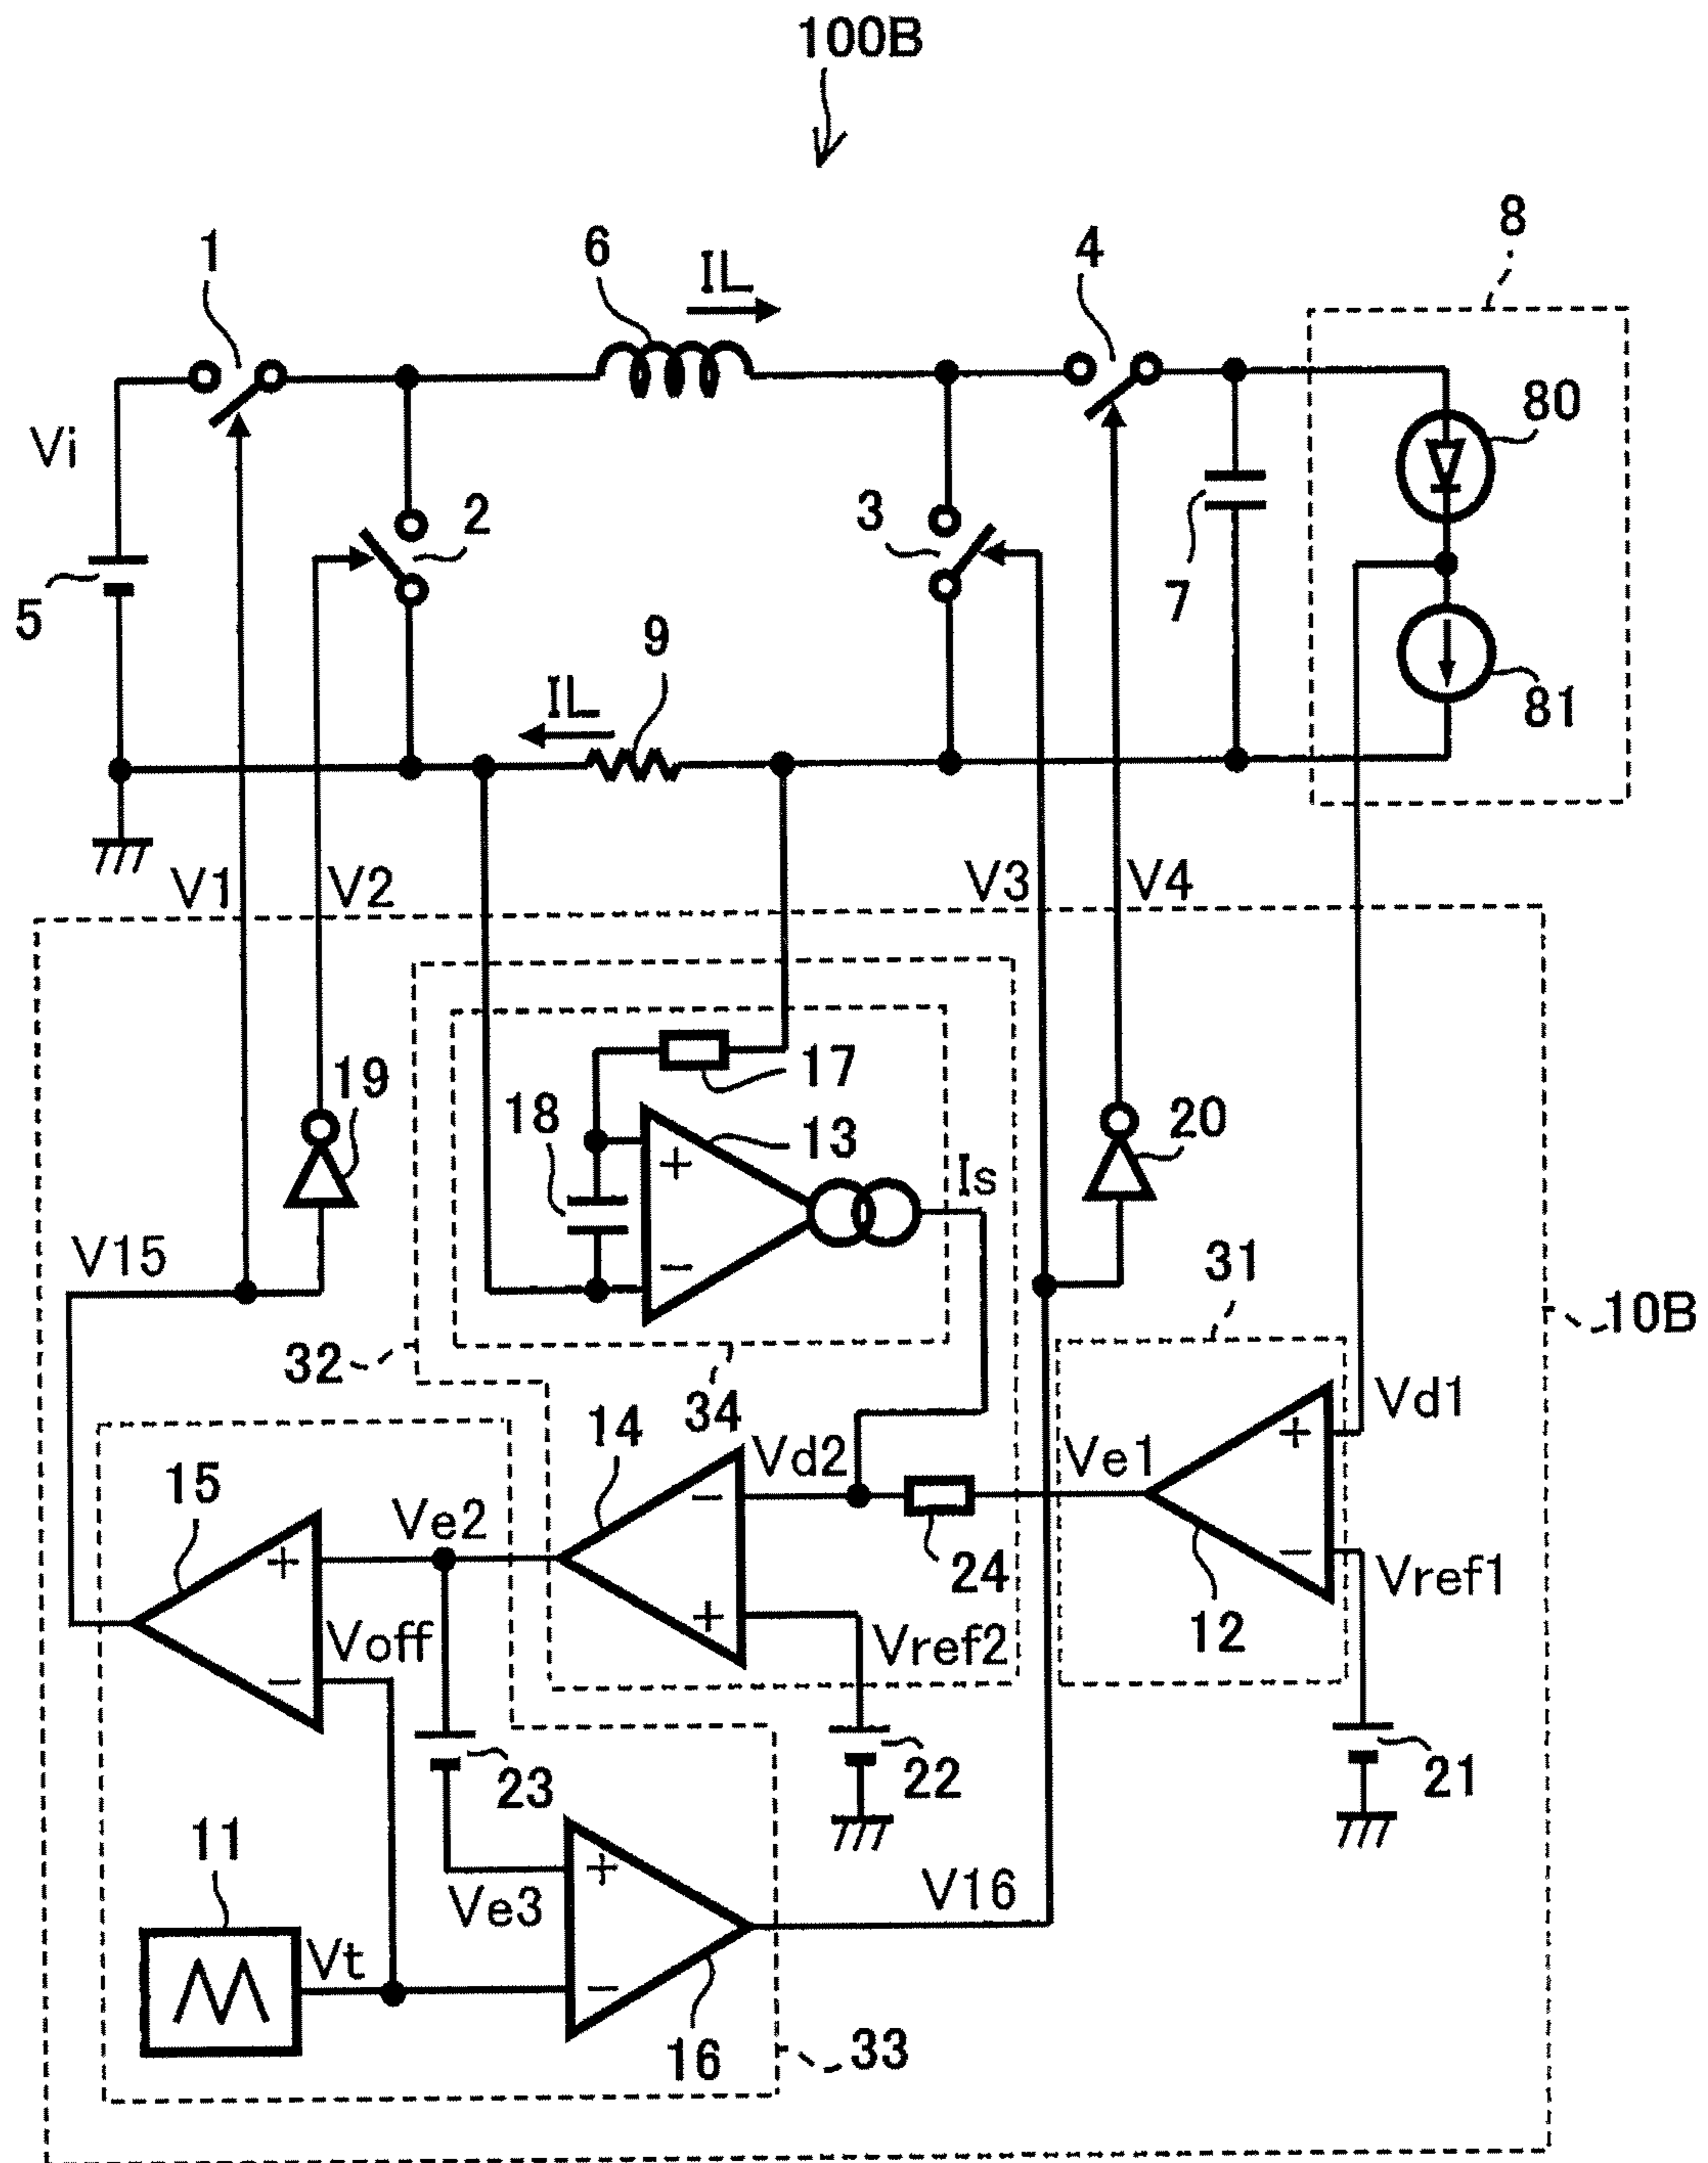 100B
8
1
6
IL
4
80
Vi
2
3
7
5
9
IL
81
V1
V2
V3
V4
17
19
18
13
20
+
Is
V15
−
31
10B
32
34
Vd1
14
Vd2
Ve1
+
15
Ve2
−
+
24
−
Vref1
Voff
+
12
−
Vref2
23
22
21
11
+
V16
Ve3
Vt
−
16
33